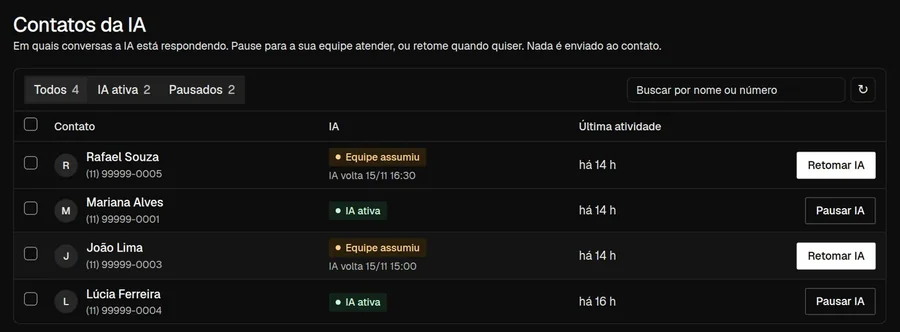 Contatos da IA
Em quais conversas a IA está respondendo. Pause para a sua equipe atender, ou retome quando quiser. Nada é enviado ao contato.
Todos 4 IA ativa 2 Pausados 2 Buscar por nome ou número ↻
Contato IA Última atividade
R Rafael Souza Equipe assumiu há 14 h Retomar IA
(11) 99999-0005 IA volta 15/11 16:30
M Mariana Alves IA ativa há 14 h Pausar IA
(11) 99999-0001
J João Lima Equipe assumiu há 14 h Retomar IA
(11) 99999-0003 IA volta 15/11 15:00
L Lúcia Ferreira IA ativa há 16 h Pausar IA
(11) 99999-0004